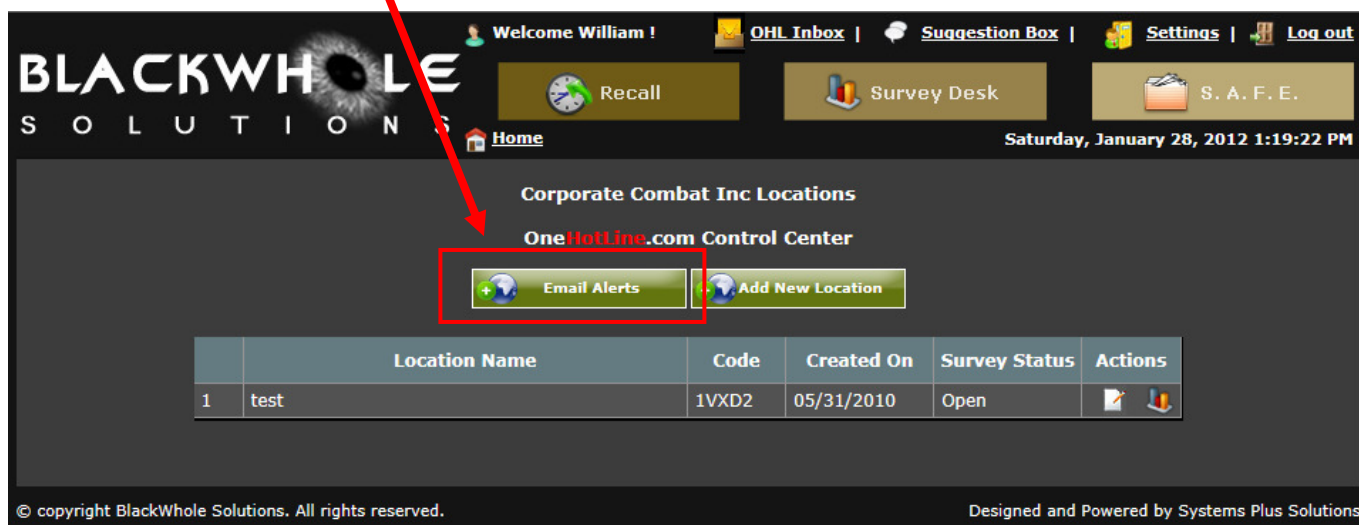 Welcome William ! OHL Inbox | Suggestion Box | Settings | Log out
BLACKWHOLE
SOLUTIONS
Recall Survey Desk S. A. F. E.
Home Saturday, January 28, 2012 1:19:22 PM
Corporate Combat Inc Locations
OneHotLine.com Control Center
Email Alerts Add New Location
Location Name Code Created On Survey Status Actions
1 test 1VXD2 05/31/2010 Open
© copyright BlackWhole Solutions. All rights reserved. Designed and Powered by Systems Plus Solutions